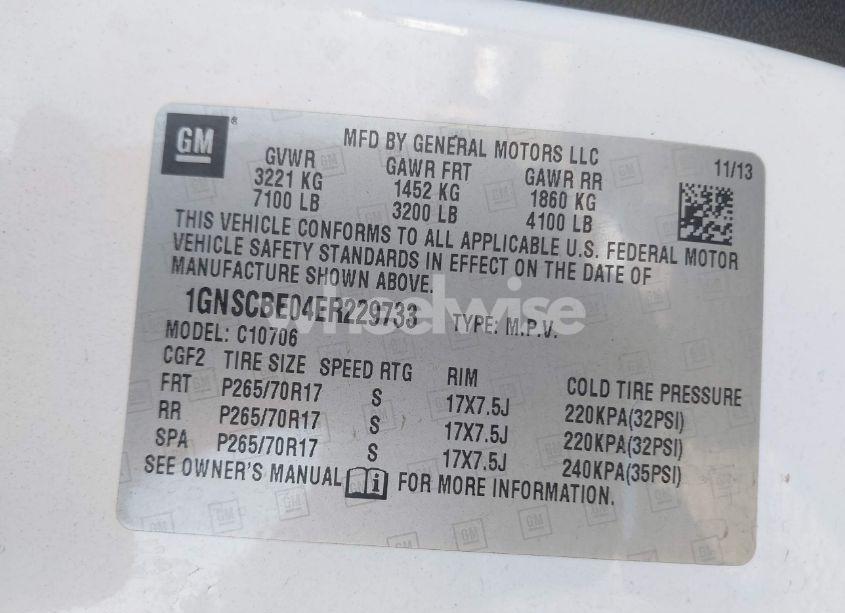 GM®
MFD BY GENERAL MOTORS LLC
11/13
GVWR GAWR FRT GAWR RR
3221 KG 1452 KG 1860 KG
7100 LB 3200 LB 4100 LB
THIS VEHICLE CONFORMS TO ALL APPLICABLE U.S. FEDERAL MOTOR
VEHICLE SAFETY STANDARDS IN EFFECT ON THE DATE OF
MANUFACTURE SHOWN ABOVE.
1GNSCBE04ER229733 TYPE: M.P.V.
wheelwise
MODEL: C10706
CGF2 TIRE SIZE SPEED RTG RIM COLD TIRE PRESSURE
FRT P265/70R17 S 17X7.5J 220KPA(32PSI)
RR P265/70R17 S 17X7.5J 220KPA(32PSI)
SPA P265/70R17 S 17X7.5J 240KPA(35PSI)
SEE OWNER'S MANUAL i FOR MORE INFORMATION.